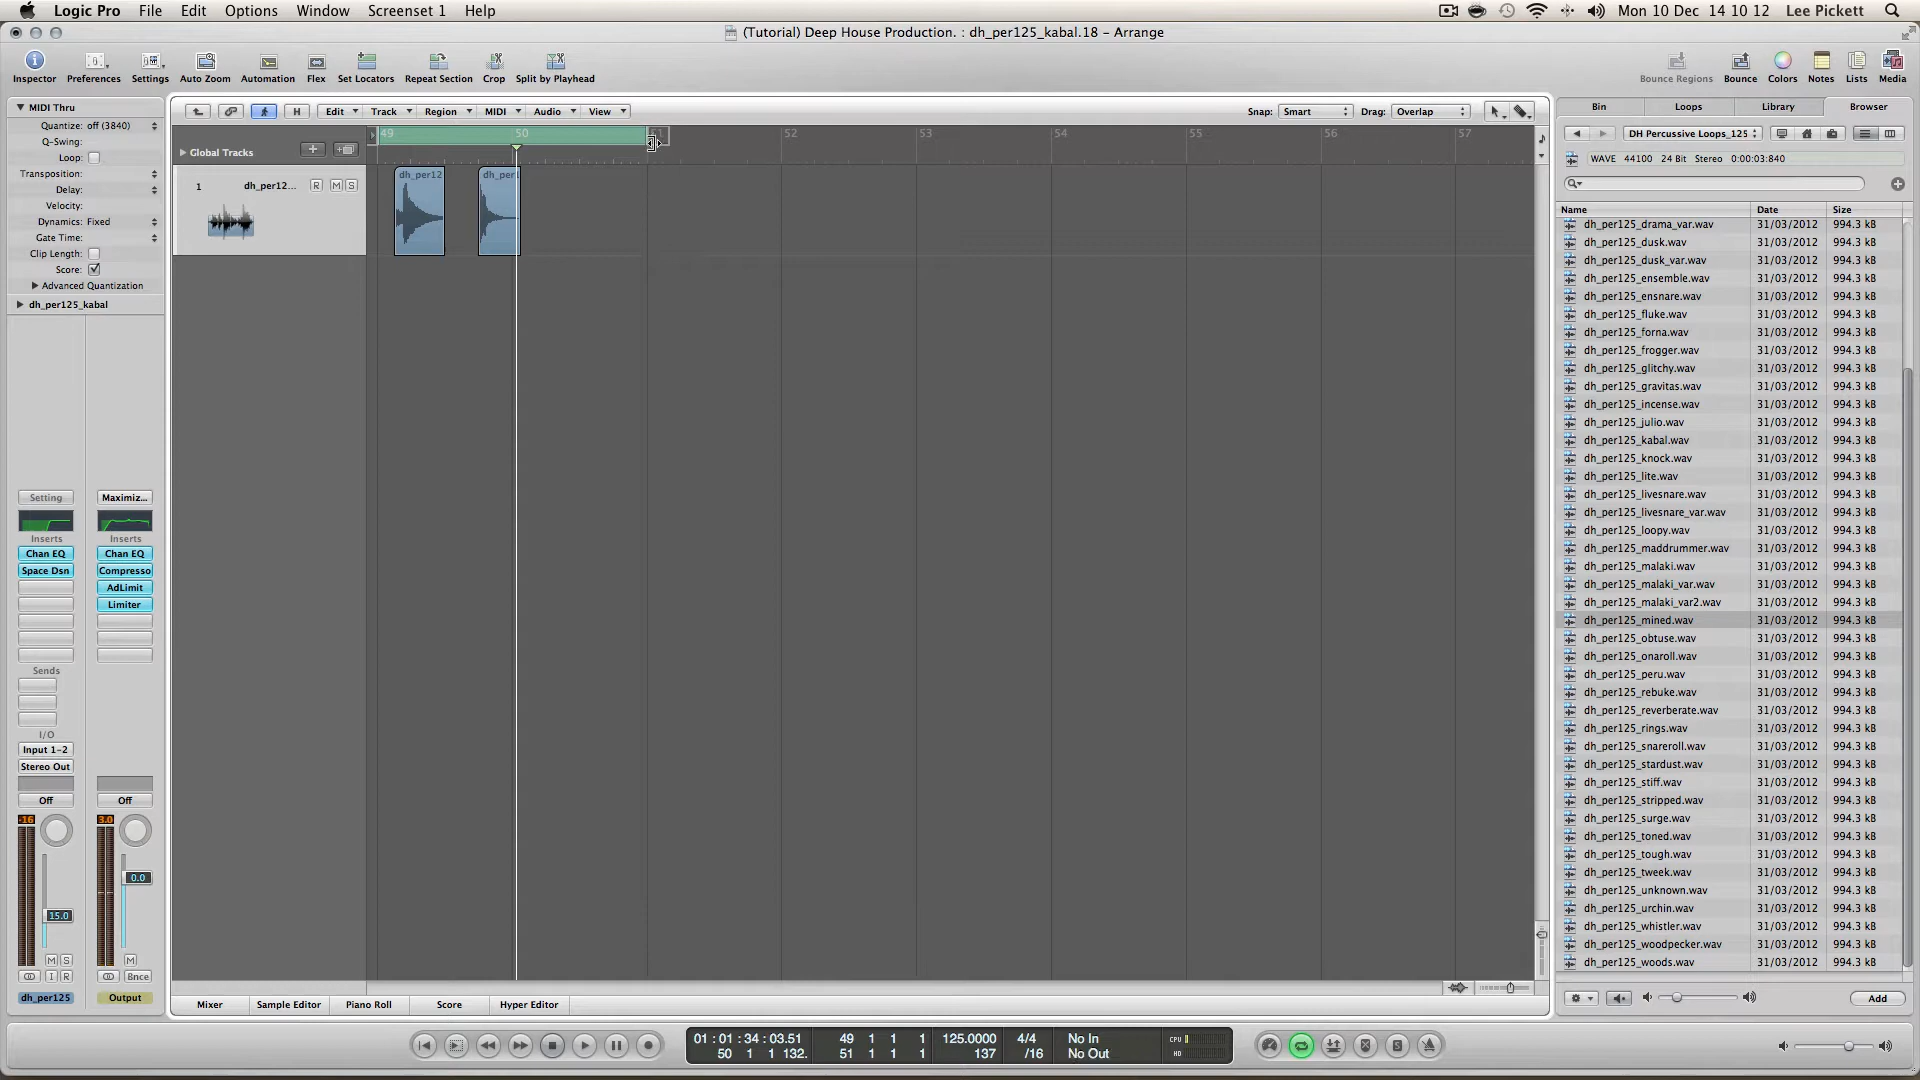 Logic Pro File Edit Options Window Screenset 1 Help Mon 10 Dec 14 10 12 Lee Pickett
(Tutorial) Deep House Production. : dh_per125_kabal.18 - Arrange
Inspector Preferences Settings Auto Zoom Automation Flex Set Locators Repeat Section Crop Split by Playhead Bounce Regions Bounce Colors Notes Lists Media
MIDI Thru
Quantize: off (3840)
Q-Swing:
Loop:
Transposition:
Delay:
Velocity:
Dynamics: Fixed
Gate Time:
Clip Length:
Score:
Advanced Quantization
dh_per125_kabal
Setting Maximiz...
Inserts Inserts
Chan EQ Chan EQ
Space Dsn Compresso
AdLimit
Limiter
Sends
I/O
Input 1-2
Stereo Out
Off Off
-16 3.0
0.0
15.0
M S M
I R Bnce
dh_per125 Output
H Edit Track Region MIDI Audio View Snap: Smart Drag: Overlap
49 50 52 53 54 55 56 57
Global Tracks
1 dh_per12... R M S
dh_per12 dh_per1
Mixer Sample Editor Piano Roll Score Hyper Editor
Bin Loops Library Browser
DH Percussive Loops_125
WAVE 44100 24 Bit Stereo 0:00:03:840
Name Date Size
dh_per125_drama_var.wav 31/03/2012 994.3 kB
dh_per125_dusk.wav 31/03/2012 994.3 kB
dh_per125_dusk_var.wav 31/03/2012 994.3 kB
dh_per125_ensemble.wav 31/03/2012 994.3 kB
dh_per125_ensnare.wav 31/03/2012 994.3 kB
dh_per125_fluke.wav 31/03/2012 994.3 kB
dh_per125_forna.wav 31/03/2012 994.3 kB
dh_per125_frogger.wav 31/03/2012 994.3 kB
dh_per125_glitchy.wav 31/03/2012 994.3 kB
dh_per125_gravitas.wav 31/03/2012 994.3 kB
dh_per125_incense.wav 31/03/2012 994.3 kB
dh_per125_julio.wav 31/03/2012 994.3 kB
dh_per125_kabal.wav 31/03/2012 994.3 kB
dh_per125_knock.wav 31/03/2012 994.3 kB
dh_per125_lite.wav 31/03/2012 994.3 kB
dh_per125_livesnare.wav 31/03/2012 994.3 kB
dh_per125_livesnare_var.wav 31/03/2012 994.3 kB
dh_per125_loopy.wav 31/03/2012 994.3 kB
dh_per125_maddrummer.wav 31/03/2012 994.3 kB
dh_per125_malaki.wav 31/03/2012 994.3 kB
dh_per125_malaki_var.wav 31/03/2012 994.3 kB
dh_per125_malaki_var2.wav 31/03/2012 994.3 kB
dh_per125_mined.wav 31/03/2012 994.3 kB
dh_per125_obtuse.wav 31/03/2012 994.3 kB
dh_per125_onaroll.wav 31/03/2012 994.3 kB
dh_per125_peru.wav 31/03/2012 994.3 kB
dh_per125_rebuke.wav 31/03/2012 994.3 kB
dh_per125_reverberate.wav 31/03/2012 994.3 kB
dh_per125_rings.wav 31/03/2012 994.3 kB
dh_per125_snareroll.wav 31/03/2012 994.3 kB
dh_per125_stardust.wav 31/03/2012 994.3 kB
dh_per125_stiff.wav 31/03/2012 994.3 kB
dh_per125_stripped.wav 31/03/2012 994.3 kB
dh_per125_surge.wav 31/03/2012 994.3 kB
dh_per125_toned.wav 31/03/2012 994.3 kB
dh_per125_tough.wav 31/03/2012 994.3 kB
dh_per125_tweek.wav 31/03/2012 994.3 kB
dh_per125_unknown.wav 31/03/2012 994.3 kB
dh_per125_urchin.wav 31/03/2012 994.3 kB
dh_per125_whistler.wav 31/03/2012 994.3 kB
dh_per125_woodpecker.wav 31/03/2012 994.3 kB
dh_per125_woods.wav 31/03/2012 994.3 kB
Add
01 : 01 : 34 : 03.51 49 1 1 1 125.0000 4/4 No In CPU
50 1 1 132. 51 1 1 1 137 /16 No Out HD